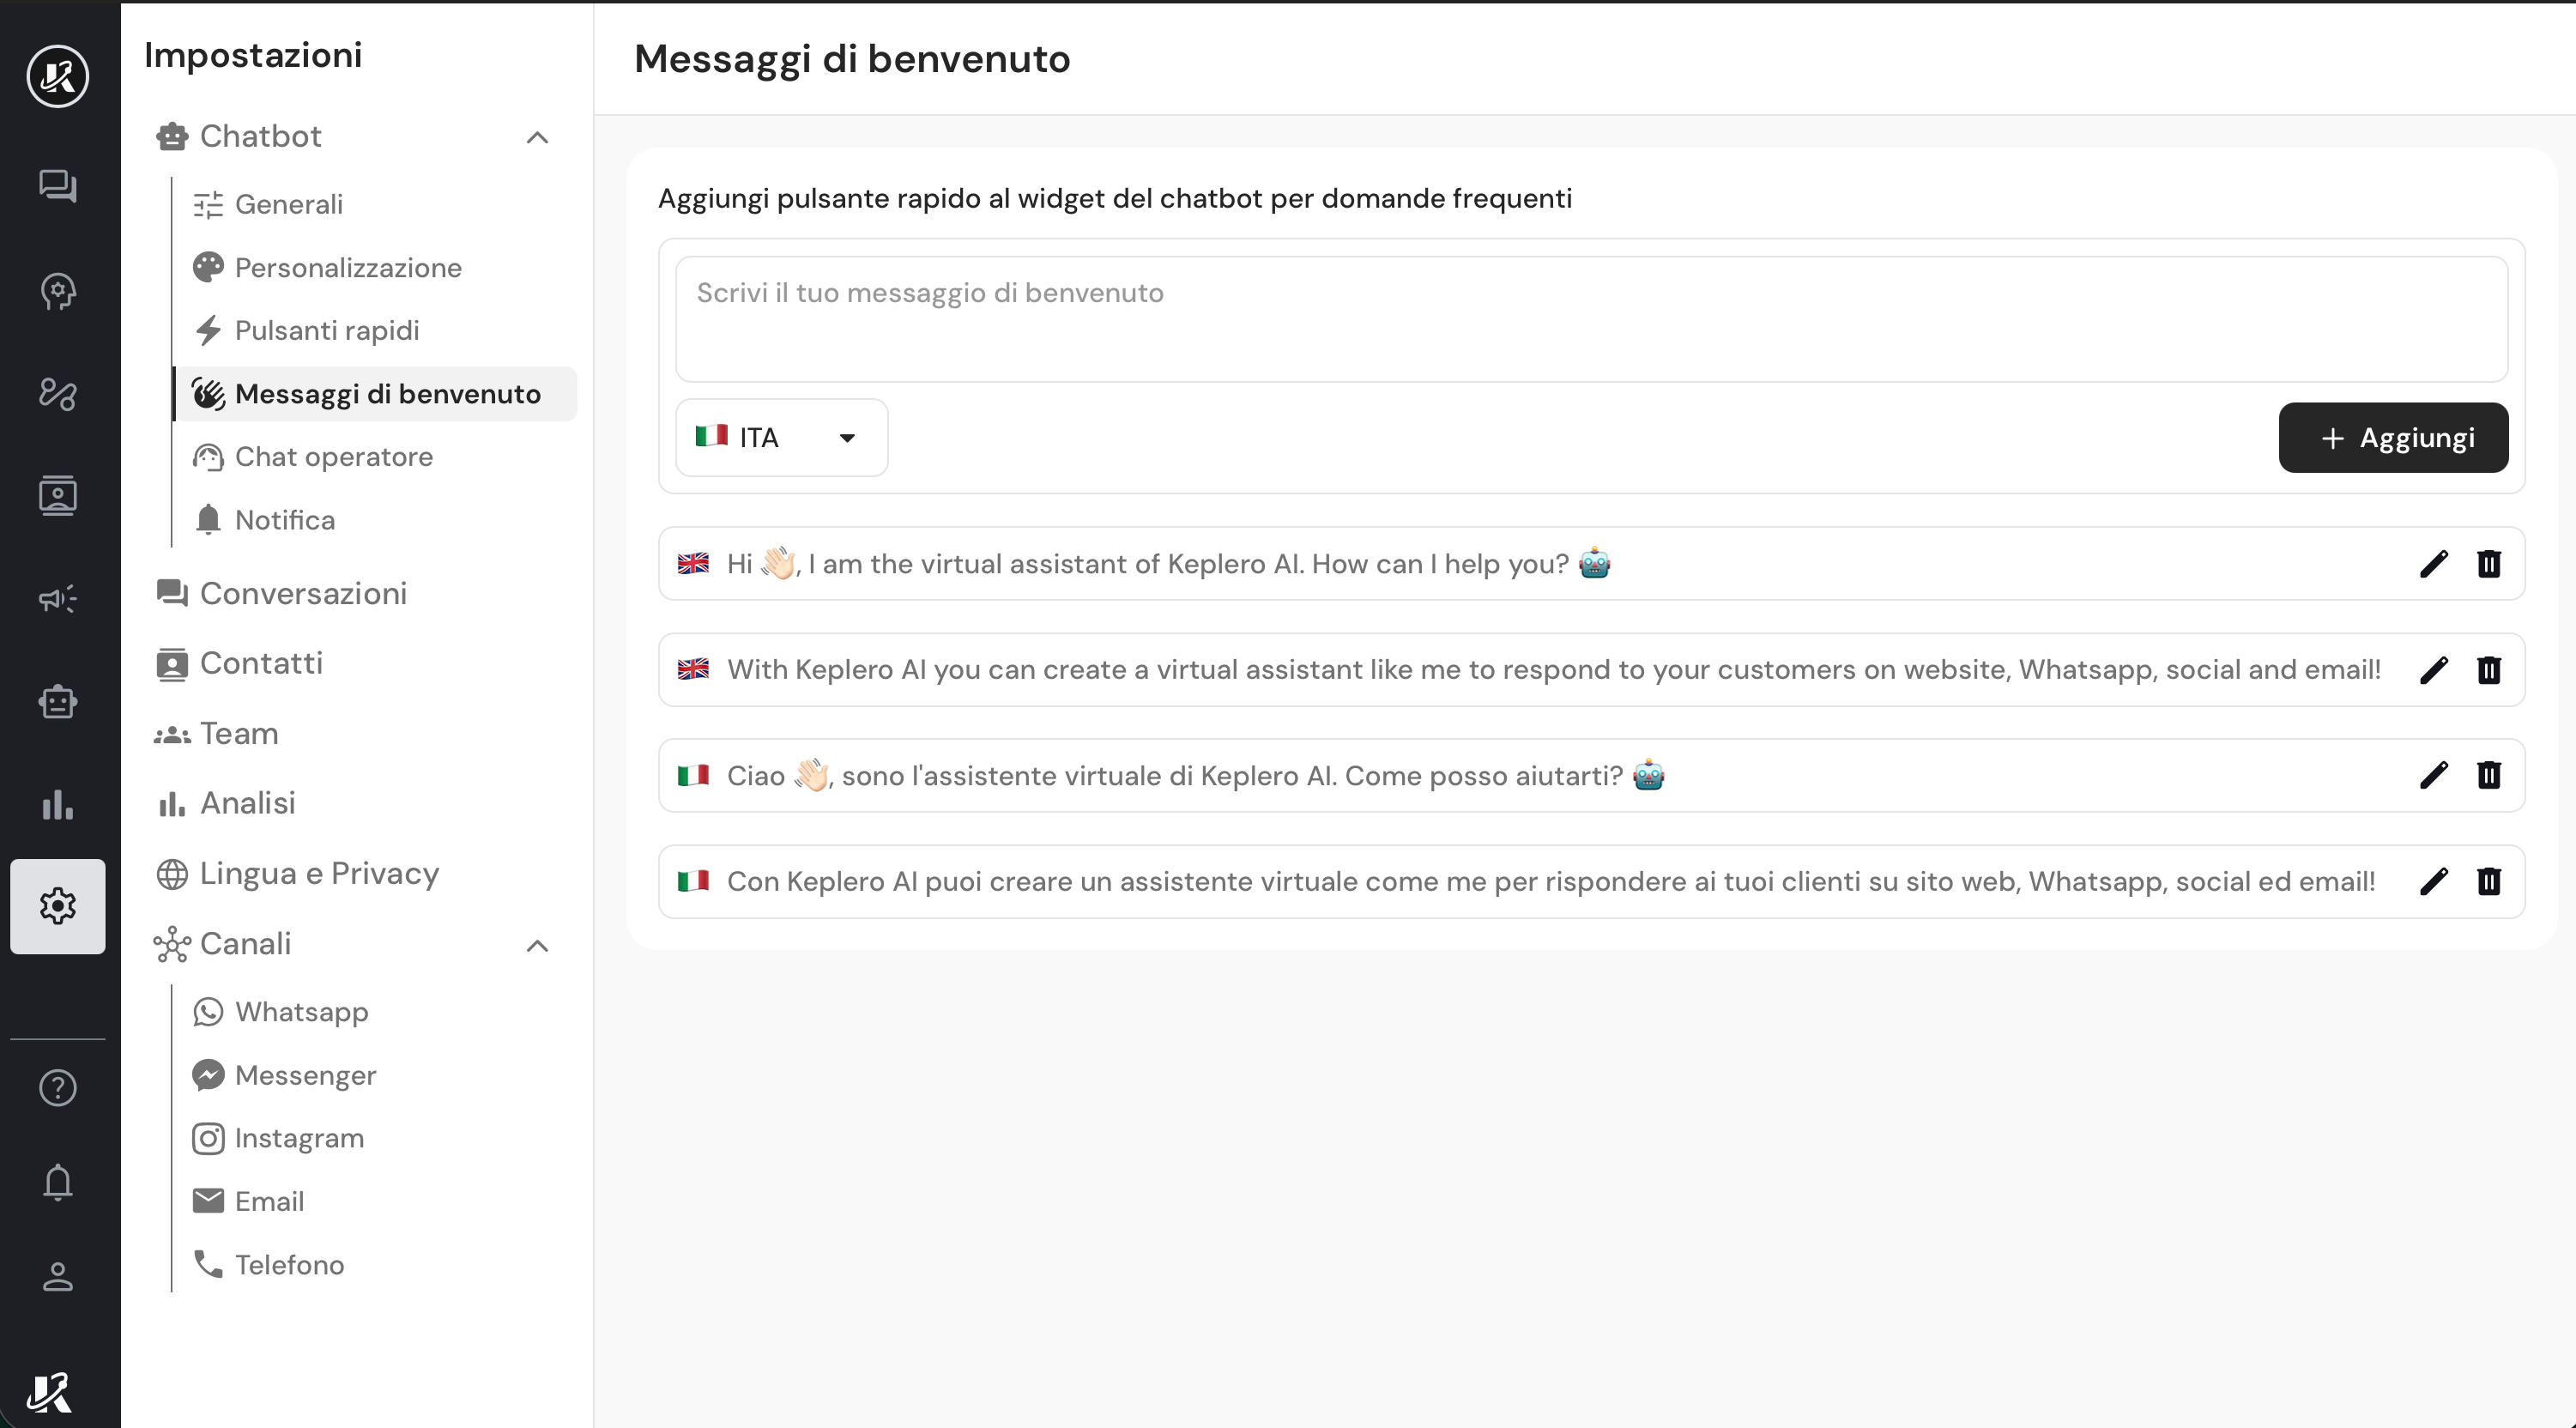 Impostazioni
Chatbot
Generali
Personalizzazione
Pulsanti rapidi
Messaggi di benvenuto
Chat operatore
Notifica
Conversazioni
Contatti
Team
Analisi
Lingua e Privacy
Canali
Whatsapp
Messenger
Instagram
Email
Telefono
Messaggi di benvenuto
Aggiungi pulsante rapido al widget del chatbot per domande frequenti
Scrivi il tuo messaggio di benvenuto
🇮🇹 ITA
+ Aggiungi
🇬🇧 Hi 👋🏻, I am the virtual assistant of Keplero AI. How can I help you? 🤖
🇬🇧 With Keplero AI you can create a virtual assistant like me to respond to your customers on website, Whatsapp, social and email!
🇮🇹 Ciao 👋🏻, sono l'assistente virtuale di Keplero AI. Come posso aiutarti? 🤖
🇮🇹 Con Keplero AI puoi creare un assistente virtuale come me per rispondere ai tuoi clienti su sito web, Whatsapp, social ed email!